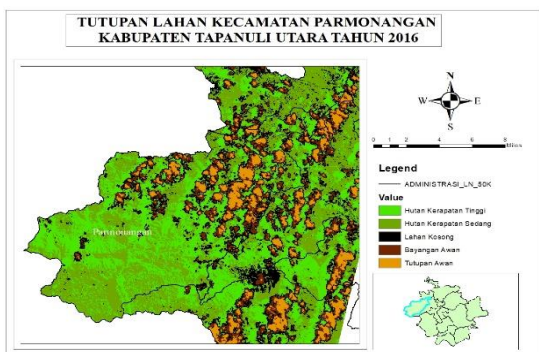 TUTUPAN LAHAN KECAMATAN PARMONANGAN
KABUPATEN TAPANULI UTARA TAHUN 2016
N
W E
S
0 1 2 4 6 8
Miles
Legend
ADMINISTRASI_LN_50K
Value
Hutan Kerapatan Tinggi
Hutan Kerapatan Sedang
Lahan Kosong
Bayangan Awan
Tutupan Awan
Parmonangan